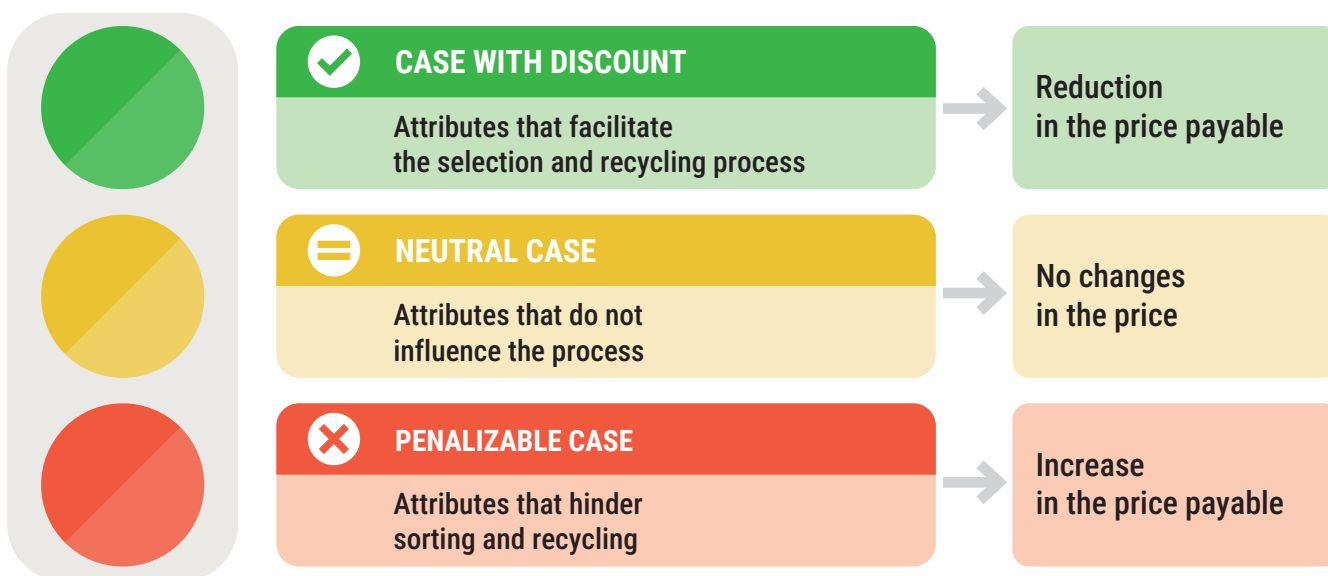 CASE WITH DISCOUNT
Attributes that facilitate
the selection and recycling process
Reduction
in the price payable
NEUTRAL CASE
Attributes that do not
influence the process
No changes
in the price
PENALIZABLE CASE
Attributes that hinder
sorting and recycling
Increase
in the price payable